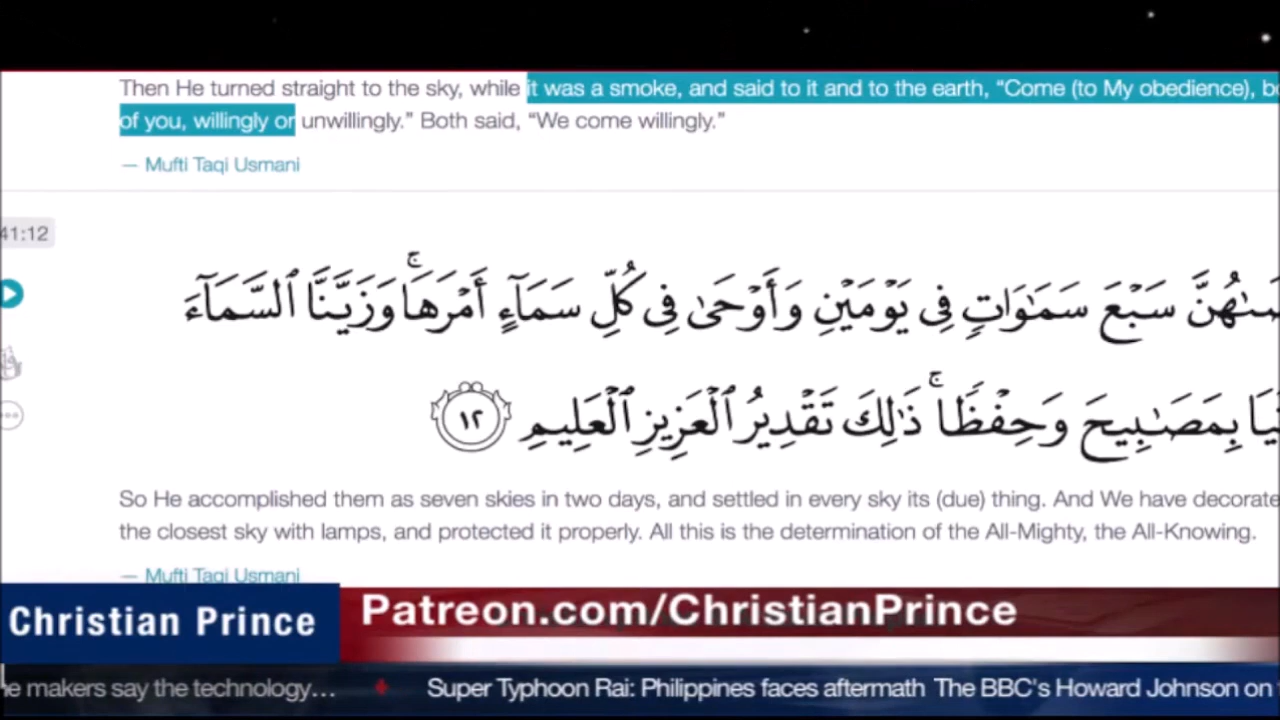 Then He turned straight to the sky, while it was a smoke, and said to it and to the earth, “Come (to My obedience),
of you, willingly or unwillingly.” Both said, “We come willingly.”
— Mufti Taqi Usmani
41:12
سَبْعَ سَمَـٰوَاتٍ فِى يَوْمَيْنِ وَأَوْحَىٰ فِى كُلِّ سَمَآءٍ أَمْرَهَا ۚ وَزَيَّنَّا ٱلسَّمَآءَ
بِمَصَـٰبِيحَ وَحِفْظًا ۚ ذَٰلِكَ تَقْدِيرُ ٱلْعَزِيزِ ٱلْعَلِيمِ ١٢
So He accomplished them as seven skies in two days, and settled in every sky its (due) thing. And We have decorate
the closest sky with lamps, and protected it properly. All this is the determination of the All-Mighty, the All-Knowing.
— Mufti Taqi Usmani
Christian Prince
Patreon.com/ChristianPrince
makers say the technology… Super Typhoon Rai: Philippines faces aftermath The BBC's Howard Johnson on